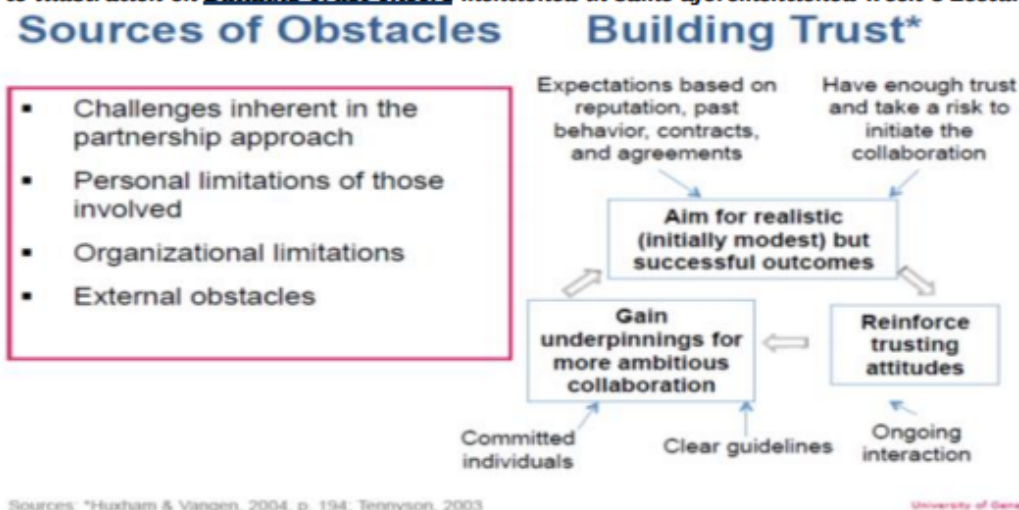 Sources of Obstacles
▪ Challenges inherent in the
partnership approach
▪ Personal limitations of those
involved
▪ Organizational limitations
▪ External obstacles
Building Trust*
Expectations based on
reputation, past
behavior, contracts,
and agreements
Have enough trust
and take a risk to
initiate the
collaboration
Aim for realistic
(initially modest) but
successful outcomes
Gain
underpinnings for
more ambitious
collaboration
Reinforce
trusting
attitudes
Committed
individuals
Clear guidelines
Ongoing
interaction
Sources: *Huxham & Vangen, 2004, p. 194; Tennyson, 2003
University of Gene